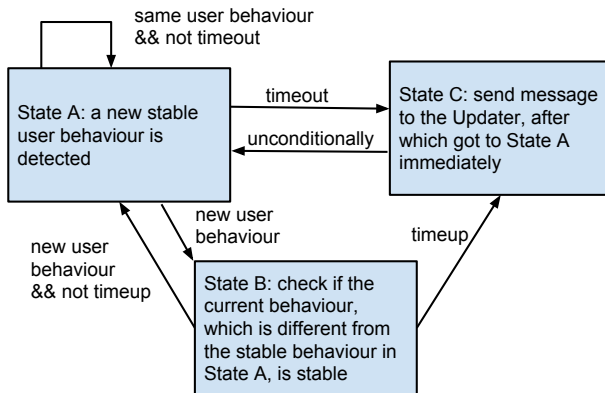 same user behaviour
&& not timeout
State A: a new stable
user behaviour is
detected
timeout
unconditionally
State C: send message
to the Updater, after
which got to State A
immediately
new user
behaviour
timeup
new user
behaviour
&& not timeup
State B: check if the
current behaviour,
which is different from
the stable behaviour in
State A, is stable